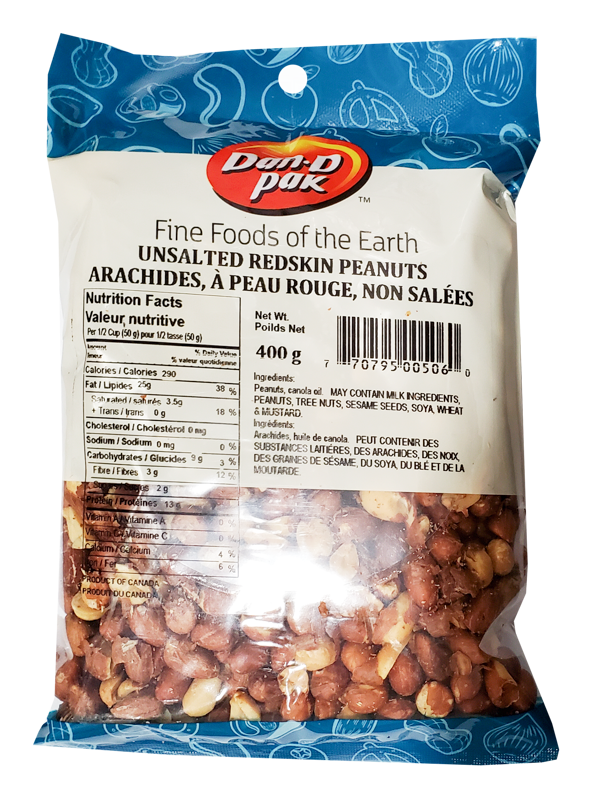 Dan·D
pak
TM
Fine Foods of the Earth
UNSALTED REDSKIN PEANUTS
ARACHIDES, À PEAU ROUGE, NON SALÉES
Nutrition Facts
Valeur nutritive
Per 1/2 Cup (50 g) pour 1/2 tasse (50 g)
% Daily Value
% valeur quotidienne
Calories / Calories 290
Fat / Lipides 25g 38 %
Saturated / saturés 3.5g
+ Trans / trans 0 g 18 %
Cholesterol / Cholestérol 0 mg
Sodium / Sodium 0 mg 0 %
Carbohydrates / Glucides 9 g 3 %
Fibre / Fibres 3 g 12 %
2 g
Protein / Protéines 13 g
Vitamin A / Vitamine A 0 %
Vitamin C / Vitamine C 0 %
Calcium / Calcium 4 %
/ Fer 6 %
PRODUCT OF CANADA
PRODUIT DU CANADA
Net Wt.
Poids Net
400 g
7 70795 00506 0
Ingredients:
Peanuts, canola oil. MAY CONTAIN MILK INGREDIENTS,
PEANUTS, TREE NUTS, SESAME SEEDS, SOYA, WHEAT
& MUSTARD.
Ingrédients:
Arachides, huile de canola. PEUT CONTENIR DES
SUBSTANCES LAITIÈRES, DES ARACHIDES, DES NOIX,
DES GRAINES DE SÉSAME, DU SOYA, DU BLÉ ET DE LA
MOUTARDE.